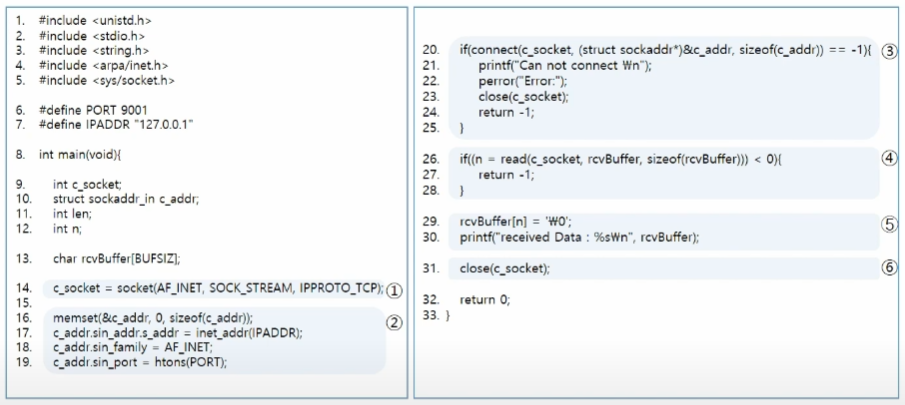 1. #include <unistd.h>
2. #include <stdio.h>
3. #include <string.h>
4. #include <arpa/inet.h>
5. #include <sys/socket.h>
6. #define PORT 9001
7. #define IPADDR "127.0.0.1"
8. int main(void){
9. int c_socket;
10. struct sockaddr_in c_addr;
11. int len;
12. int n;
13. char rcvBuffer[BUFSIZ];
14. c_socket = socket(AF_INET, SOCK_STREAM, IPPROTO_TCP); ①
15.
16. memset(&c_addr, 0, sizeof(c_addr)); ②
17. c_addr.sin_addr.s_addr = inet_addr(IPADDR);
18. c_addr.sin_family = AF_INET;
19. c_addr.sin_port = htons(PORT);
20. if(connect(c_socket, (struct sockaddr*)&c_addr, sizeof(c_addr)) == -1){ ③
21. printf("Can not connect ₩n");
22. perror("Error:");
23. close(c_socket);
24. return -1;
25. }
26. if((n = read(c_socket, rcvBuffer, sizeof(rcvBuffer))) < 0){ ④
27. return -1;
28. }
29. rcvBuffer[n] = '₩0'; ⑤
30. printf("received Data : %s₩n", rcvBuffer);
31. close(c_socket); ⑥
32. return 0;
33. }